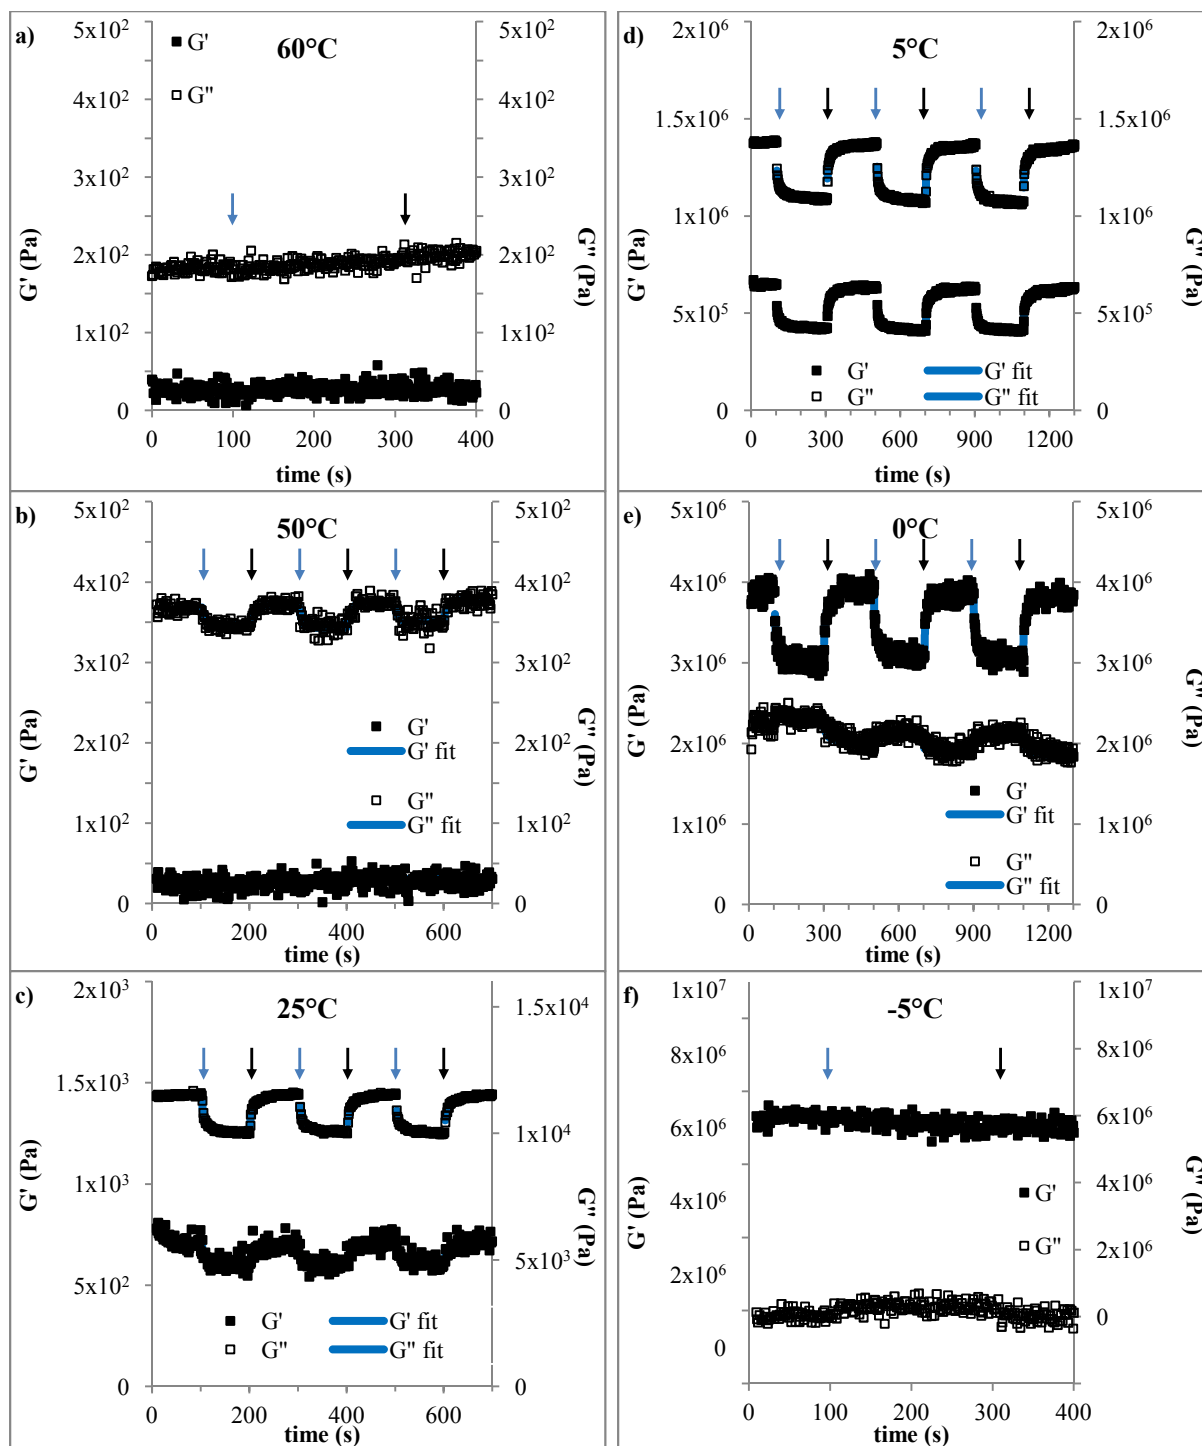 a)
60°C
G'
G"
5x10²
4x10²
3x10²
2x10²
1x10²
0
5x10²
4x10²
3x10²
2x10²
1x10²
0
G' (Pa)
G" (Pa)
0 100 200 300 400
time (s)
b)
50°C
5x10²
4x10²
3x10²
2x10²
1x10²
0
5x10²
4x10²
3x10²
2x10²
1x10²
0
G' (Pa)
G" (Pa)
G'
G' fit
G"
G" fit
0 200 400 600
time (s)
c)
25°C
2x10³
1.5x10³
1x10³
5x10²
0
1.5x10⁴
1x10⁴
5x10³
0
G' (Pa)
G" (Pa)
G' G' fit
G" G" fit
0 200 400 600
time (s)
d)
5°C
2x10⁶
1.5x10⁶
1x10⁶
5x10⁵
0
2x10⁶
1.5x10⁶
1x10⁶
5x10⁵
0
G' (Pa)
G" (Pa)
G' G' fit
G" G" fit
0 300 600 900 1200
time (s)
e)
0°C
5x10⁶
4x10⁶
3x10⁶
2x10⁶
1x10⁶
0
5x10⁶
4x10⁶
3x10⁶
2x10⁶
1x10⁶
0
G' (Pa)
G" (Pa)
G'
G' fit
G"
G" fit
0 300 600 900 1200
time (s)
f)
-5°C
1x10⁷
8x10⁶
6x10⁶
4x10⁶
2x10⁶
0
1x10⁷
8x10⁶
6x10⁶
4x10⁶
2x10⁶
0
G' (Pa)
G" (Pa)
G'
G"
0 100 200 300 400
time (s)